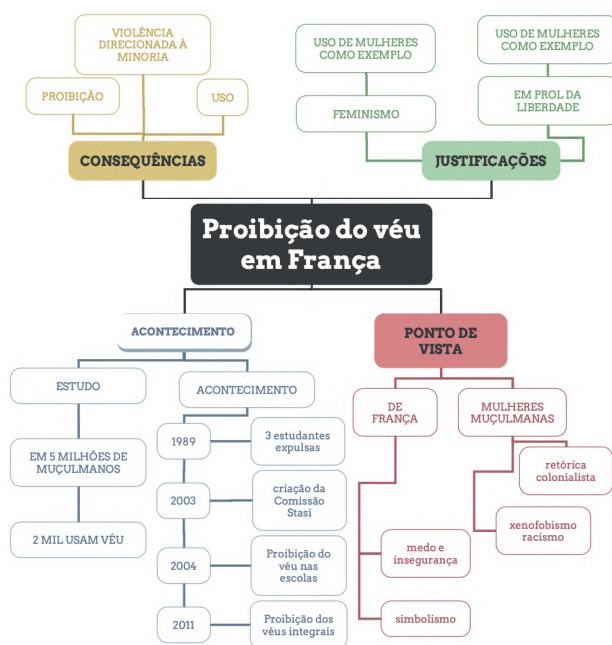 VIOLÊNCIA
DIRECIONADA À
MINORIA
PROIBIÇÃO
USO
CONSEQUÊNCIAS
USO DE MULHERES
COMO EXEMPLO
USO DE MULHERES
COMO EXEMPLO
FEMINISMO
EM PROL DA
LIBERDADE
JUSTIFICAÇÕES
Proibição do véu
em França
ACONTECIMENTO
ESTUDO
EM 5 MILHÕES DE
MUÇULMANOS
2 MIL USAM VÉU
ACONTECIMENTO
1989
3 estudantes
expulsas
2003
criação da
Comissão
Stasi
2004
Proibição do
véu nas
escolas
2011
Proibição dos
véus integrais
PONTO DE
VISTA
DE
FRANÇA
medo e
insegurança
simbolismo
MULHERES
MUÇULMANAS
retórica
colonialista
xenofobismo
racismo